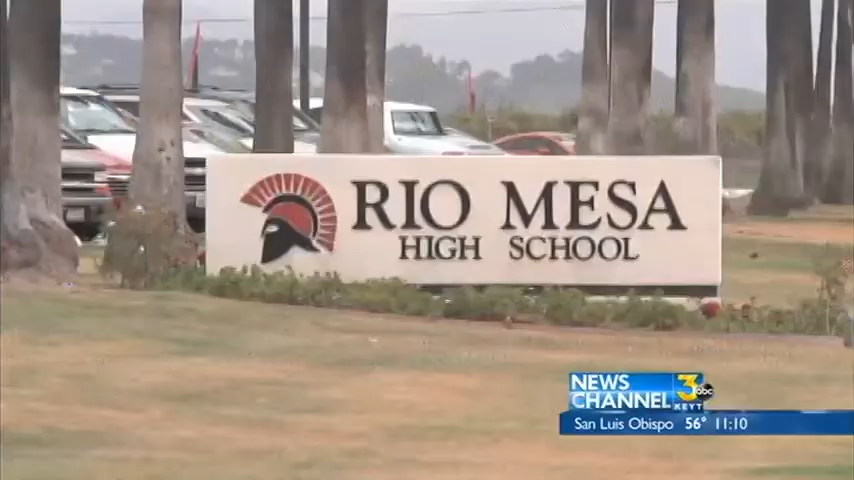 RIO MESA
HIGH SCHOOL
NEWS
CHANNEL 3 abc
KEYT
San Luis Obispo 56° 11:10